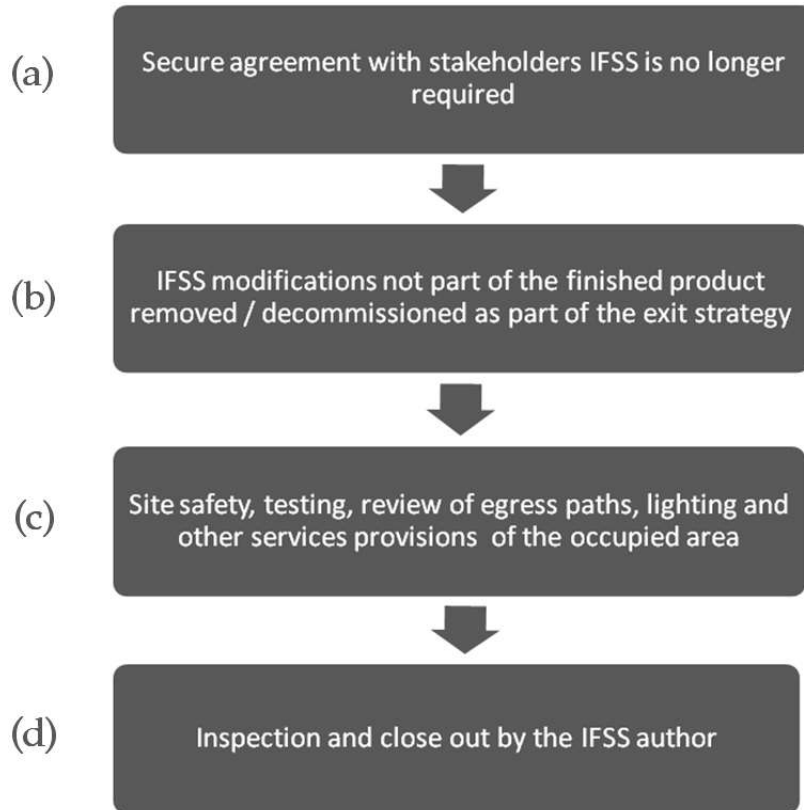 (a)
Secure agreement with stakeholders IFSS is no longer
required
(b)
IFSS modifications not part of the finished product
removed / decommissioned as part of the exit strategy
(c)
Site safety, testing, review of egress paths, lighting and
other services provisions of the occupied area
(d)
Inspection and close out by the IFSS author